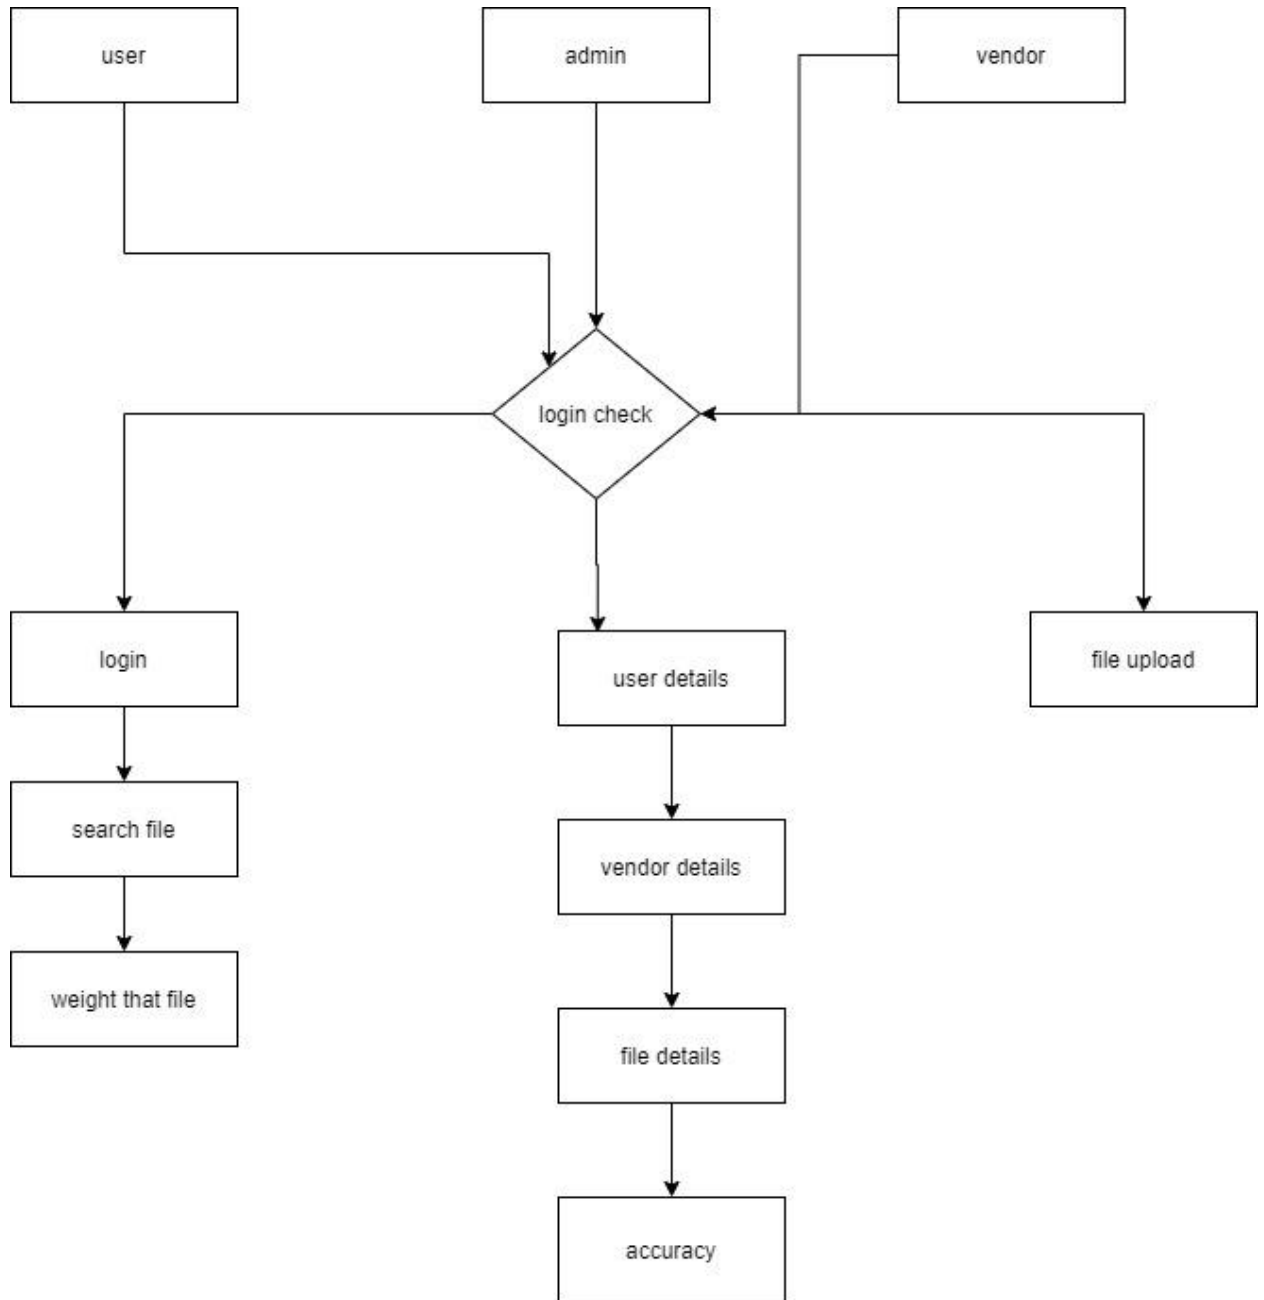 user
admin
vendor
login check
login
user details
file upload
search file
vendor details
weight that file
file details
accuracy